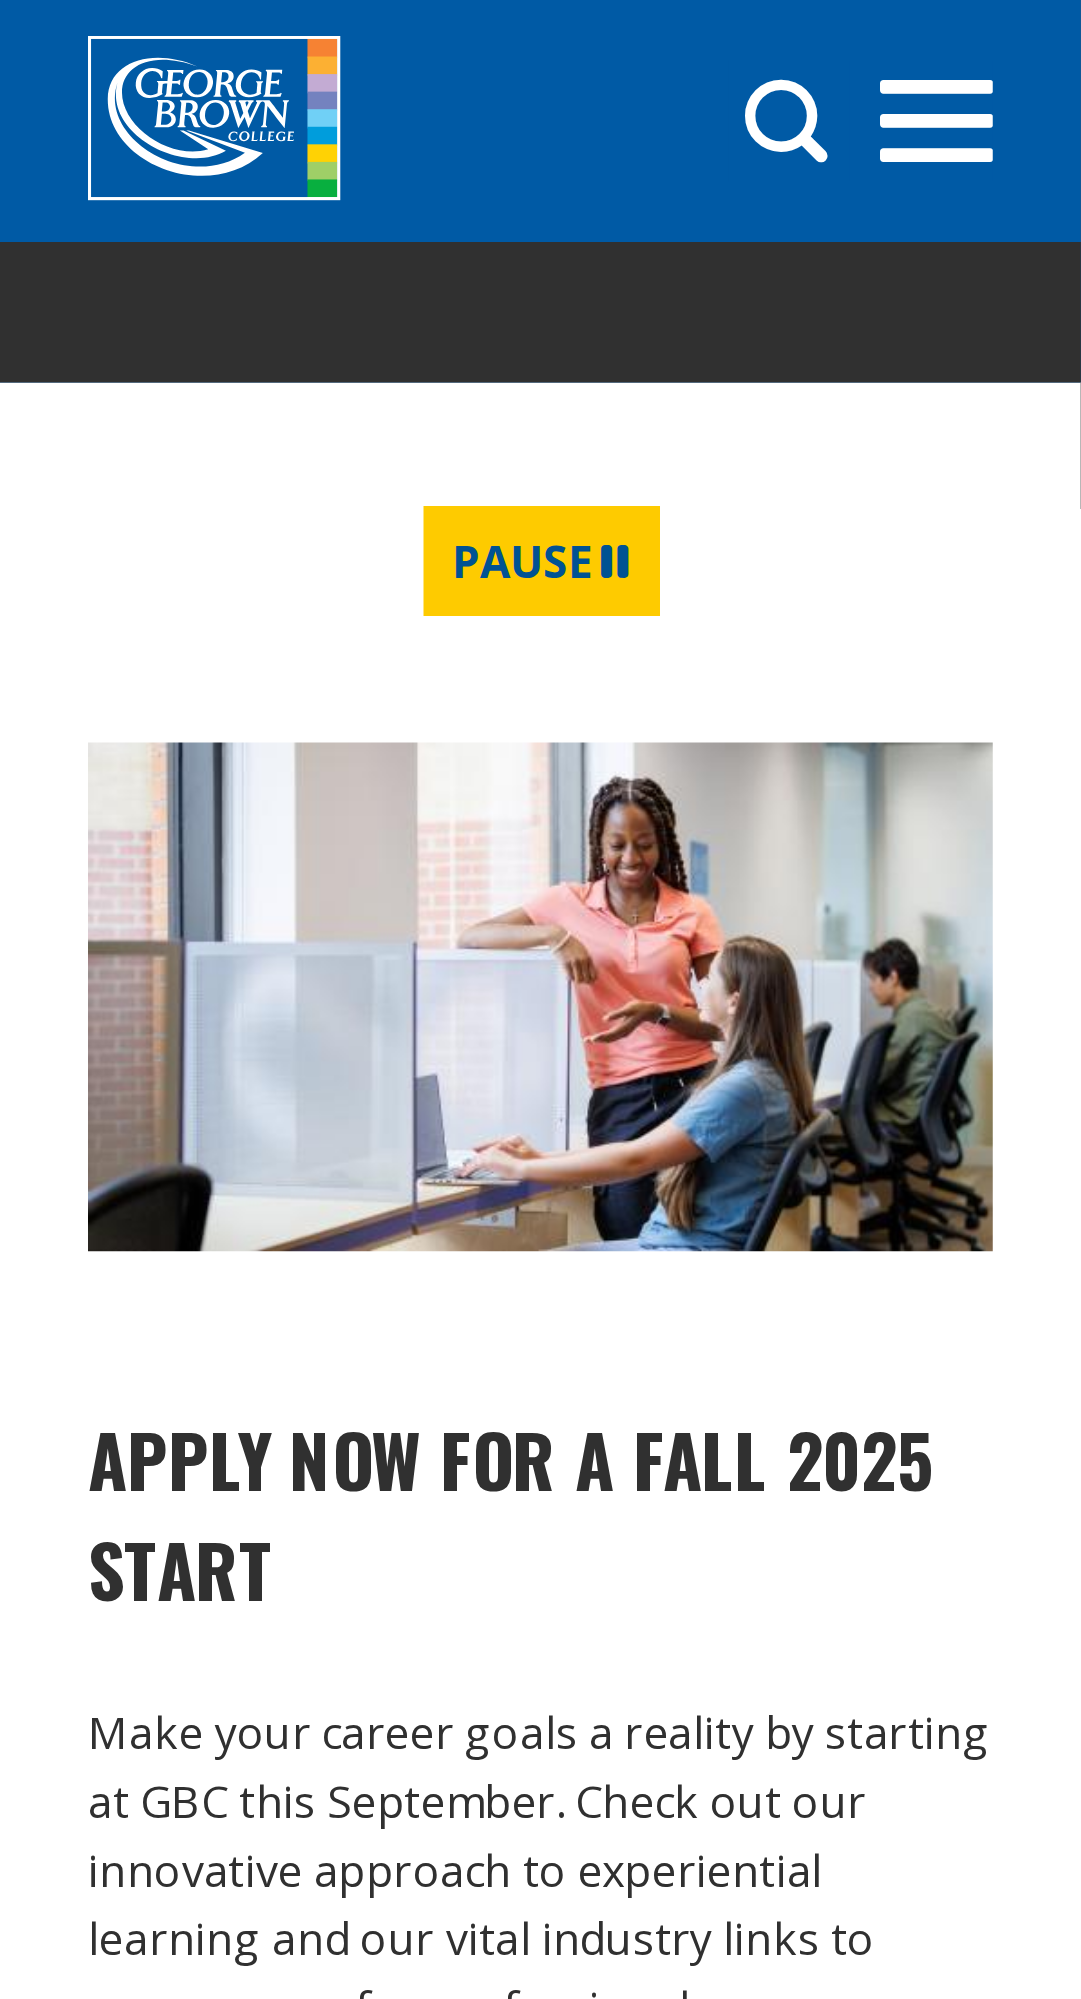 GEORGE
BROWN
COLLEGE
PAUSE
APPLY NOW FOR A FALL 2025
START
Make your career goals a reality by starting
at GBC this September. Check out our
innovative approach to experiential
learning and our vital industry links to